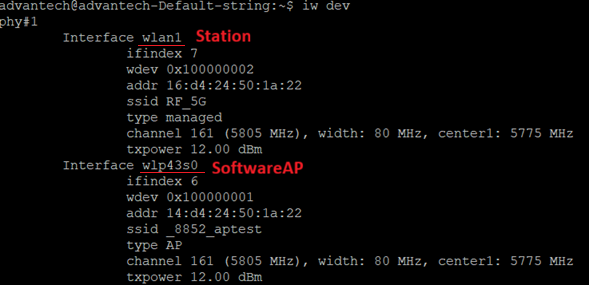 advantech@advantech-Default-string:~$ iw dev
phy#1
Interface wlan1 Station
ifindex 7
wdev 0x100000002
addr 16:d4:24:50:1a:22
ssid RF_5G
type managed
channel 161 (5805 MHz), width: 80 MHz, center1: 5775 MHz
txpower 12.00 dBm
Interface wlp43s0 SoftwareAP
ifindex 6
wdev 0x100000001
addr 14:d4:24:50:1a:22
ssid _8852_aptest
type AP
channel 161 (5805 MHz), width: 80 MHz, center1: 5775 MHz
txpower 12.00 dBm